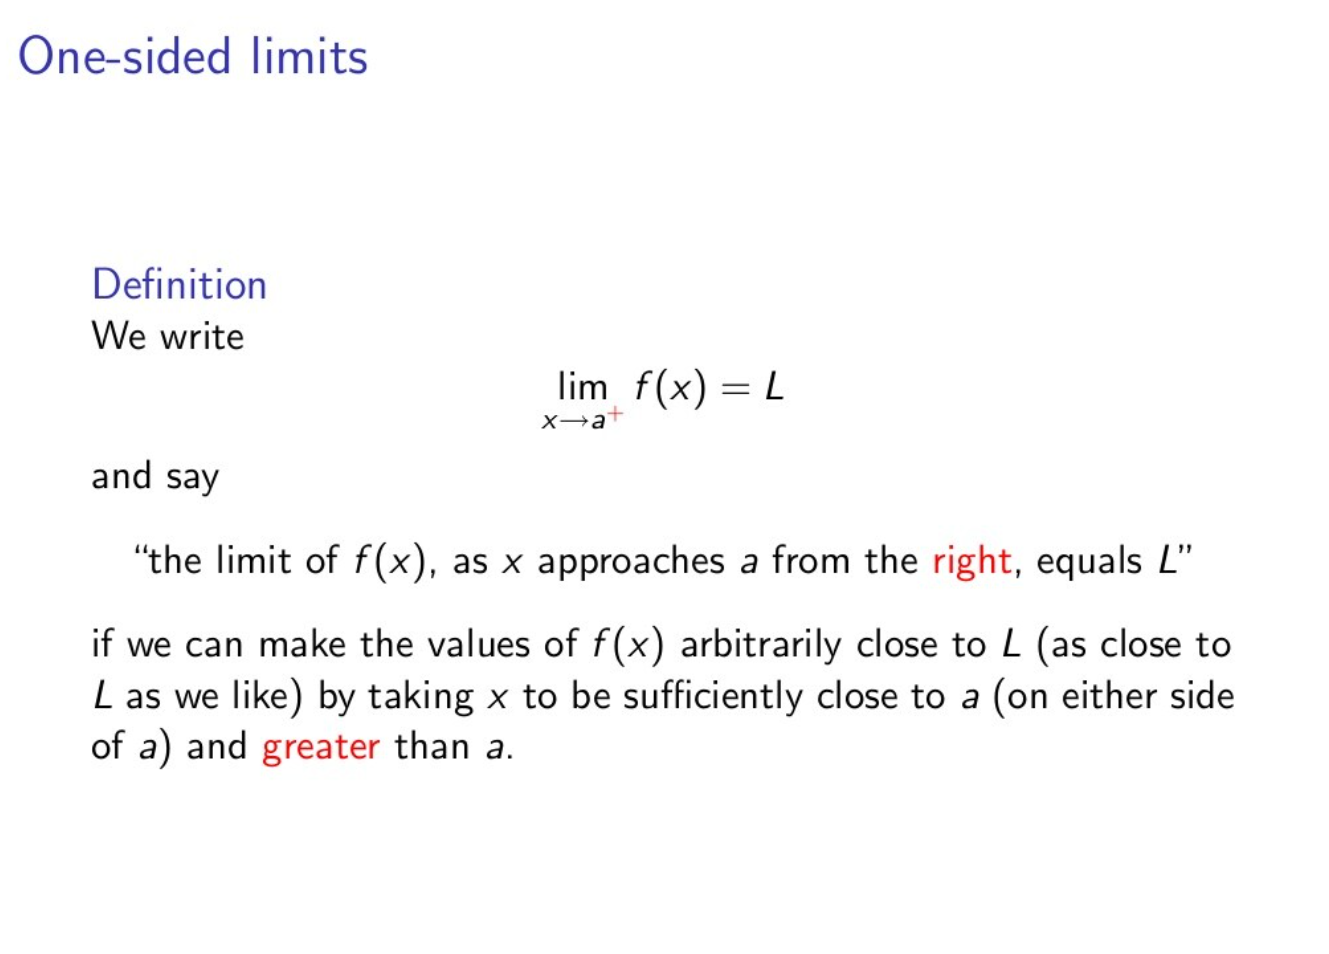 One-sided limits
Definition
We write
lim f(x) = L
x→a⁺
and say
“the limit of f(x), as x approaches a from the right, equals L”
if we can make the values of f(x) arbitrarily close to L (as close to
L as we like) by taking x to be sufficiently close to a (on either side
of a) and greater than a.